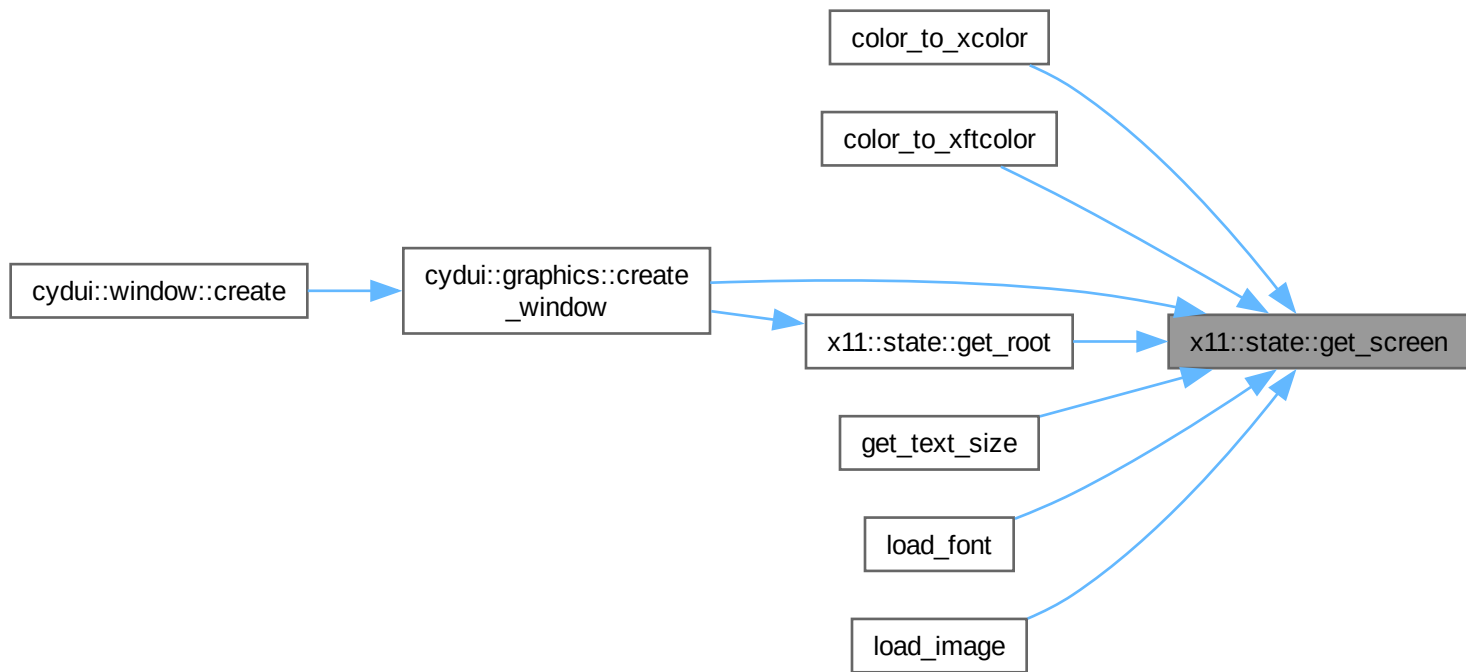 color_to_xcolor
color_to_xftcolor
cydui::window::create
cydui::graphics::create
_window
x11::state::get_root
x11::state::get_screen
get_text_size
load_font
load_image